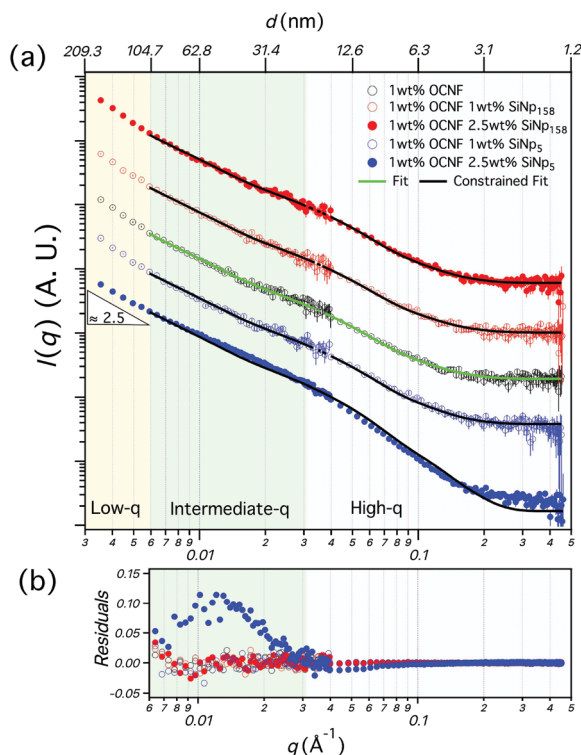 d (nm)
209.3 104.7 62.8 31.4 12.6 6.3 3.1 1.2
(a)
1wt% OCNF
1wt% OCNF 1wt% SiNp₁₅₈
1wt% OCNF 2.5wt% SiNp₁₅₈
1wt% OCNF 1wt% SiNp₅
1wt% OCNF 2.5wt% SiNp₅
Fit Constrained Fit
I(q) (A. U.)
≈ 2.5
Low-q Intermediate-q High-q
3 4 5 6 7 8 9 0.01 2 3 4 5 6 7 8 9 0.1 2 3 4 5
(b)
Residuals
0.15
0.10
0.05
0.00
-0.05
6 7 8 9 0.01 2 3 4 5 6 7 8 9 0.1 2 3 4 5
q (Å⁻¹)